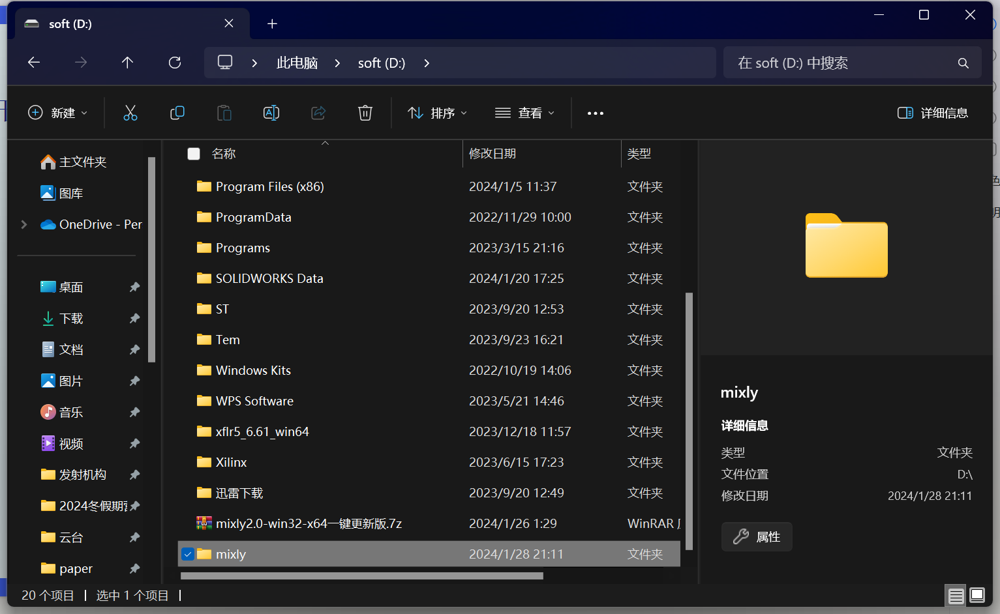 soft (D:)
此电脑 soft (D:)
在 soft (D:) 中搜索
新建
排序
查看
详细信息
主文件夹
图库
OneDrive - Per
桌面
下载
文档
图片
音乐
视频
发射机构
2024冬假期
云台
paper
名称 修改日期 类型
Program Files (x86) 2024/1/5 11:37 文件夹
ProgramData 2022/11/29 10:00 文件夹
Programs 2023/3/15 21:16 文件夹
SOLIDWORKS Data 2024/1/20 17:25 文件夹
ST 2023/9/20 12:53 文件夹
Tem 2023/9/23 16:21 文件夹
Windows Kits 2022/10/19 14:06 文件夹
WPS Software 2023/5/21 14:46 文件夹
xflr5_6.61_win64 2023/12/18 11:57 文件夹
Xilinx 2023/6/15 17:23 文件夹
迅雷下载 2023/9/20 12:49 文件夹
mixly2.0-win32-x64一键更新版.7z 2024/1/26 1:29 WinRAR
mixly 2024/1/28 21:11 文件夹
mixly
详细信息
类型 文件夹
文件位置 D:\
修改日期 2024/1/28 21:11
属性
20 个项目 选中 1 个项目